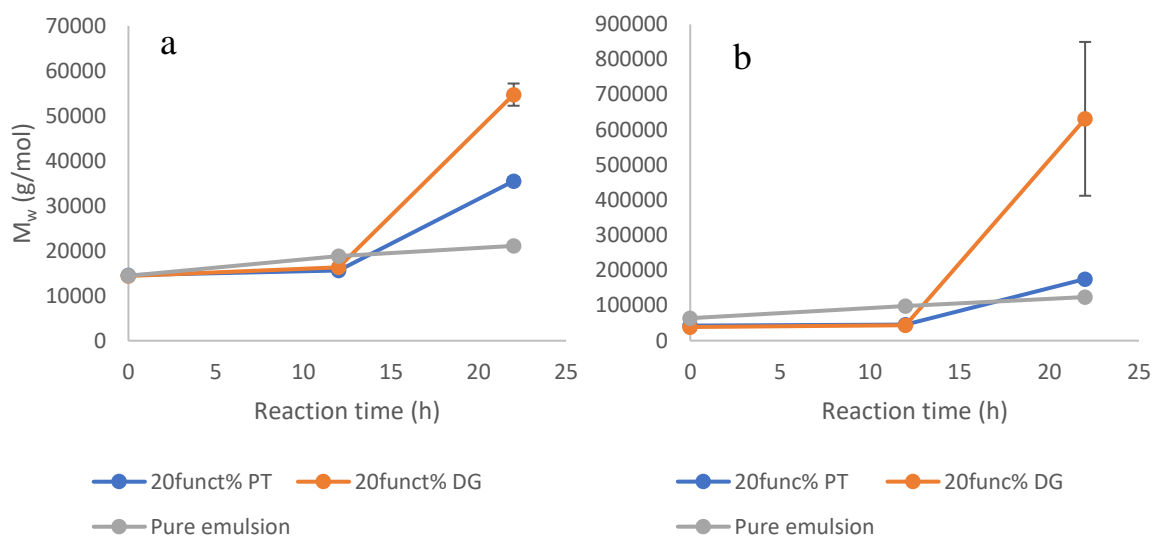 a
70000
60000
50000
40000
30000
20000
10000
0
M_w (g/mol)
0 5 10 15 20 25
Reaction time (h)
20funct% PT 20funct% DG
Pure emulsion
b
900000
800000
700000
600000
500000
400000
300000
200000
100000
0
0 5 10 15 20 25
Reaction time (h)
20func% PT 20func% DG
Pure emulsion